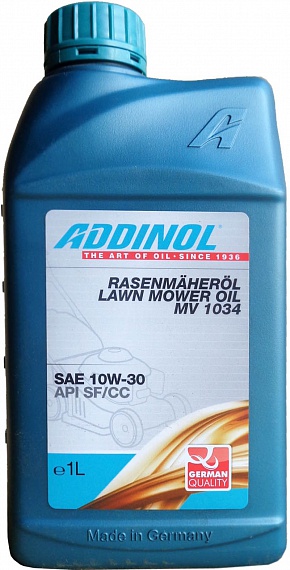 ADDINOL
THE ART OF OIL · SINCE 1936
RASENMÄHERÖL
LAWN MOWER OIL
MV 1034
SAE 10W-30
API SF/CC
℮1L
GERMAN
QUALITY
Made in Germany